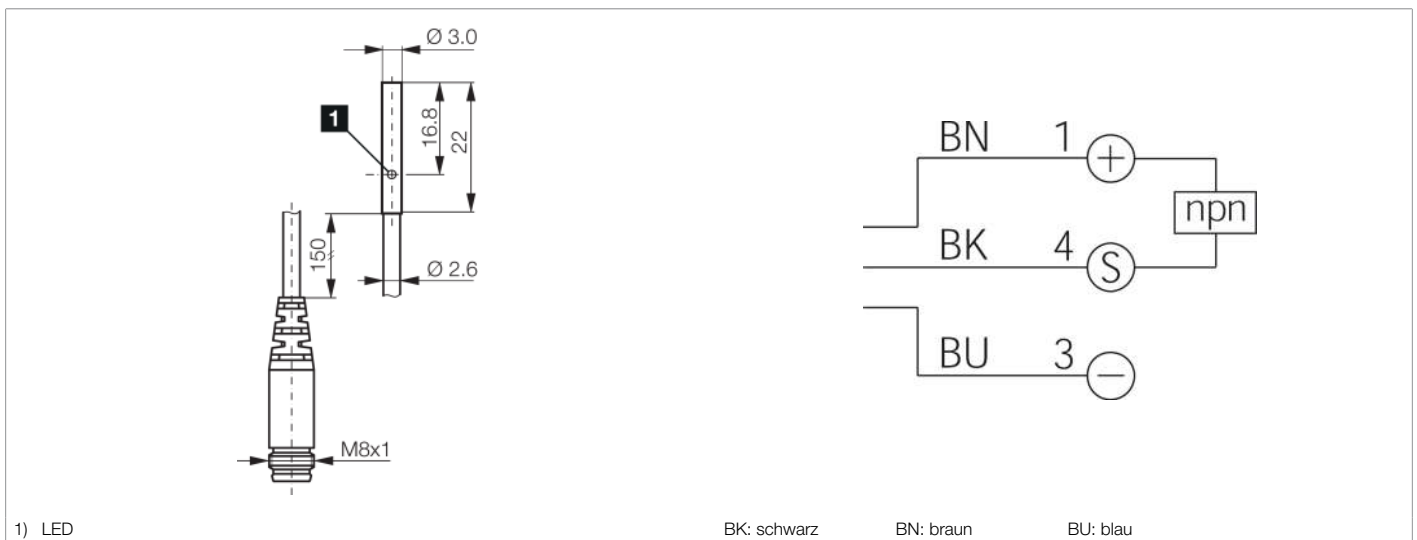 Ø 3.0
1
16.8
22
150
Ø 2.6
M8x1
BN 1 +
npn
BK 4 S
BU 3 −
1) LED
BK: schwarz BN: braun BU: blau